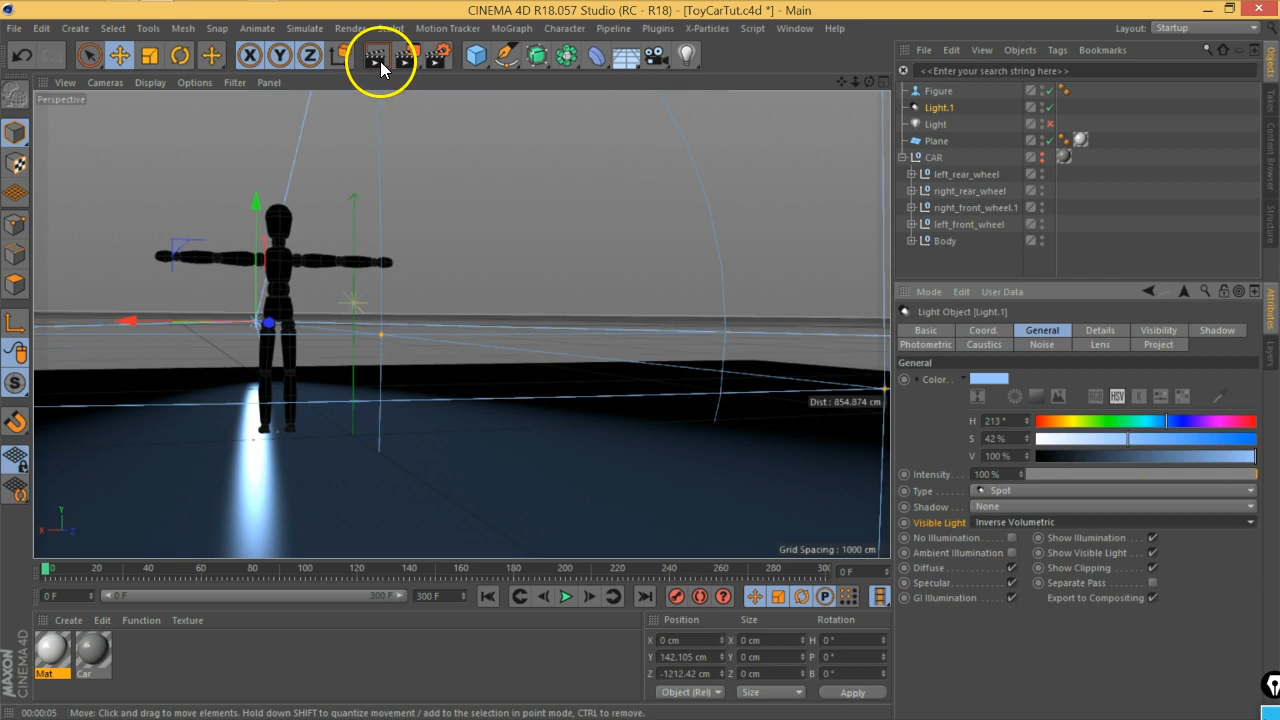 CINEMA 4D R18.057 Studio (RC - R18) - [ToyCarTut.c4d *] - Main
File Edit Create Select Tools Mesh Snap Animate Simulate Render Sculpt Motion Tracker MoGraph Character Pipeline Plugins X-Particles Script Window Help
Layout: Startup
X Y Z
View Cameras Display Options Filter Panel
Perspective
Dist : 854.874 cm
Y
X Z
Grid Spacing : 1000 cm
0 20 40 60 80 100 120 140 160 180 200 220 240 260 280 300 0 F
0 F 0 F 300 F 300 F
P
Create Edit Function Texture
Mat Car
MAXON
CINEMA 4D
Position Size Rotation
X 0 cm X 0 cm H 0 °
Y 142.105 cm Y 0 cm P 0 °
Z -1212.42 cm Z 0 cm B 0 °
Object (Rel) Size Apply
00:00:05 Move: Click and drag to move elements. Hold down SHIFT to quantize movement / add to the selection in point mode, CTRL to remove.
File Edit View Objects Tags Bookmarks
<<Enter your search string here>>
Figure
Light.1
Light
Plane
CAR
left_rear_wheel
right_rear_wheel
right_front_wheel.1
left_front_wheel
Body
Objects
Takes
Content Browser
Structure
Mode Edit User Data
Light Object [Light.1]
Basic Coord. General Details Visibility Shadow
Photometric Caustics Noise Lens Project
General
Color. .
RGB HSV K
H 213 °
S 42 %
V 100 %
Intensity. . . 100 %
Type . . . . . Spot
Shadow. . . . None
Visible Light Inverse Volumetric
No Illumination. . . . . Show Illumination . . .
Ambient Illumination Show Visible Light . . .
Diffuse . . . . . . . . . . Show Clipping . . . . .
Specular. . . . . . . . . Separate Pass . . . . .
GI Illumination . . . . . Export to Compositing
Attributes
Layers